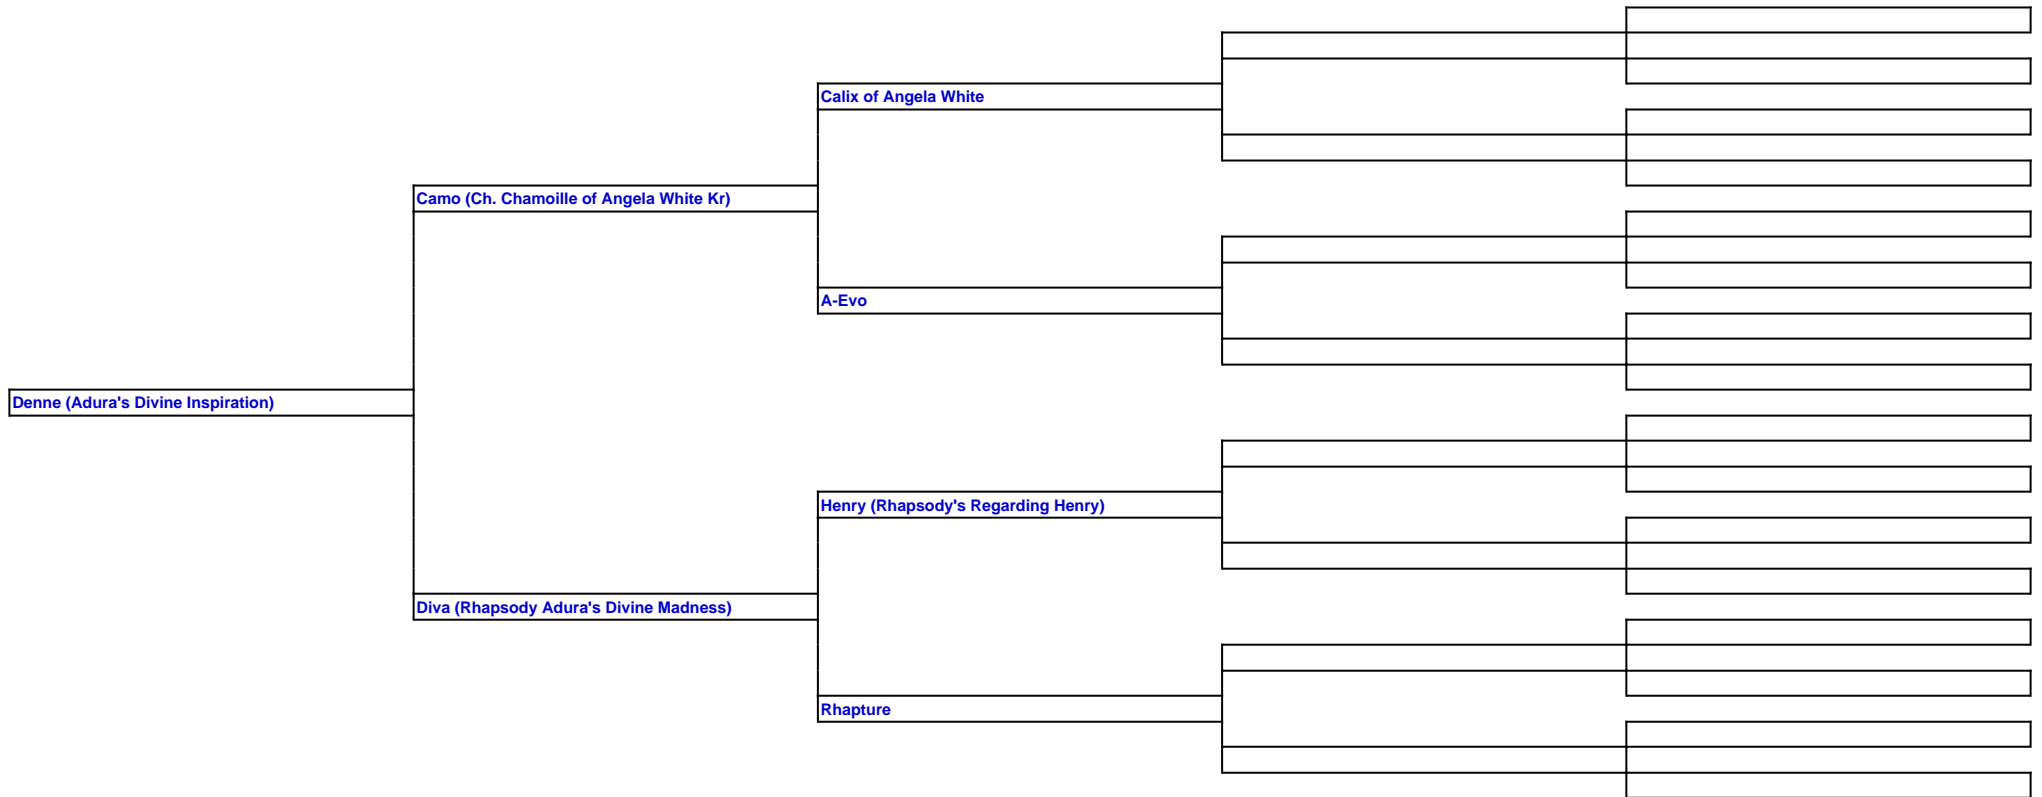 Calix of Angela White
Camo (Ch. Chamoille of Angela White Kr)
A-Evo
Denne (Adura's Divine Inspiration)
Henry (Rhapsody's Regarding Henry)
Diva (Rhapsody Adura's Divine Madness)
Rhapture